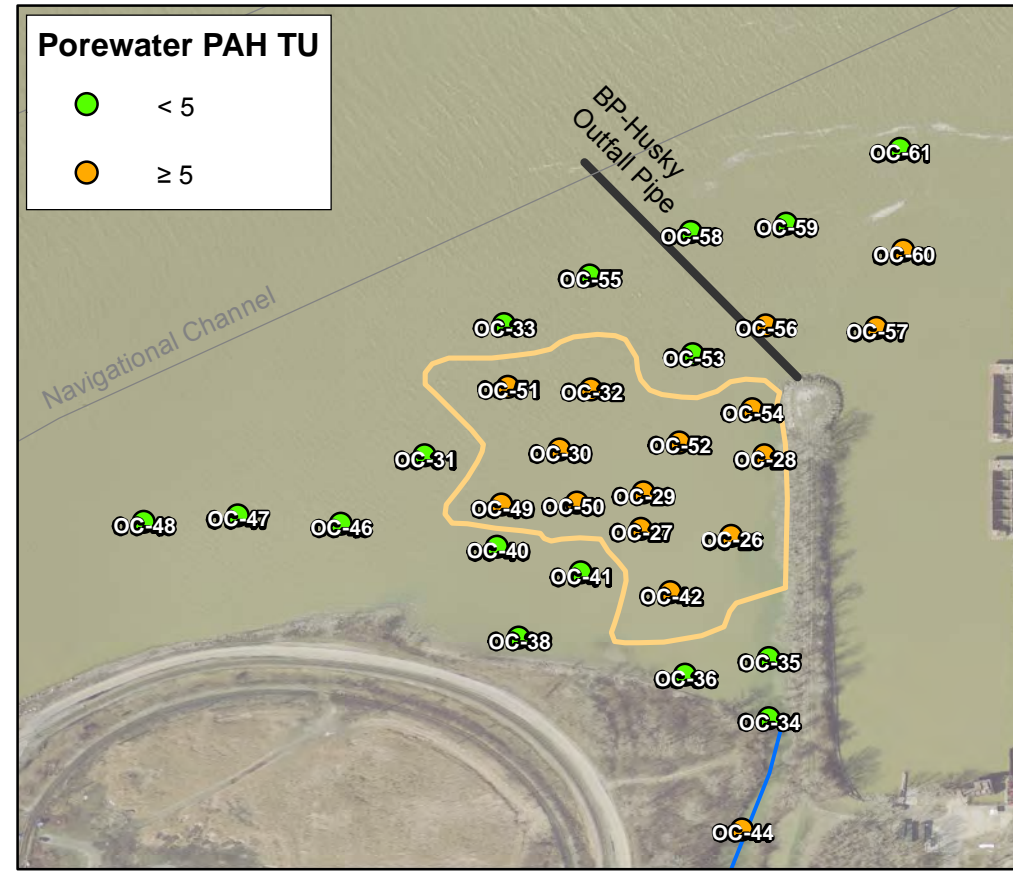 Porewater PAH TU
< 5
≥ 5
BP-Husky
Outfall Pipe
Navigational Channel
OC-61
OC-58
OC-59
OC-60
OC-55
OC-33
OC-56
OC-57
OC-53
OC-51
OC-32
OC-54
OC-31
OC-30
OC-52
OC-28
OC-48
OC-47
OC-46
OC-49
OC-50
OC-29
OC-27
OC-26
OC-40
OC-41
OC-42
OC-38
OC-36
OC-35
OC-34
OC-44